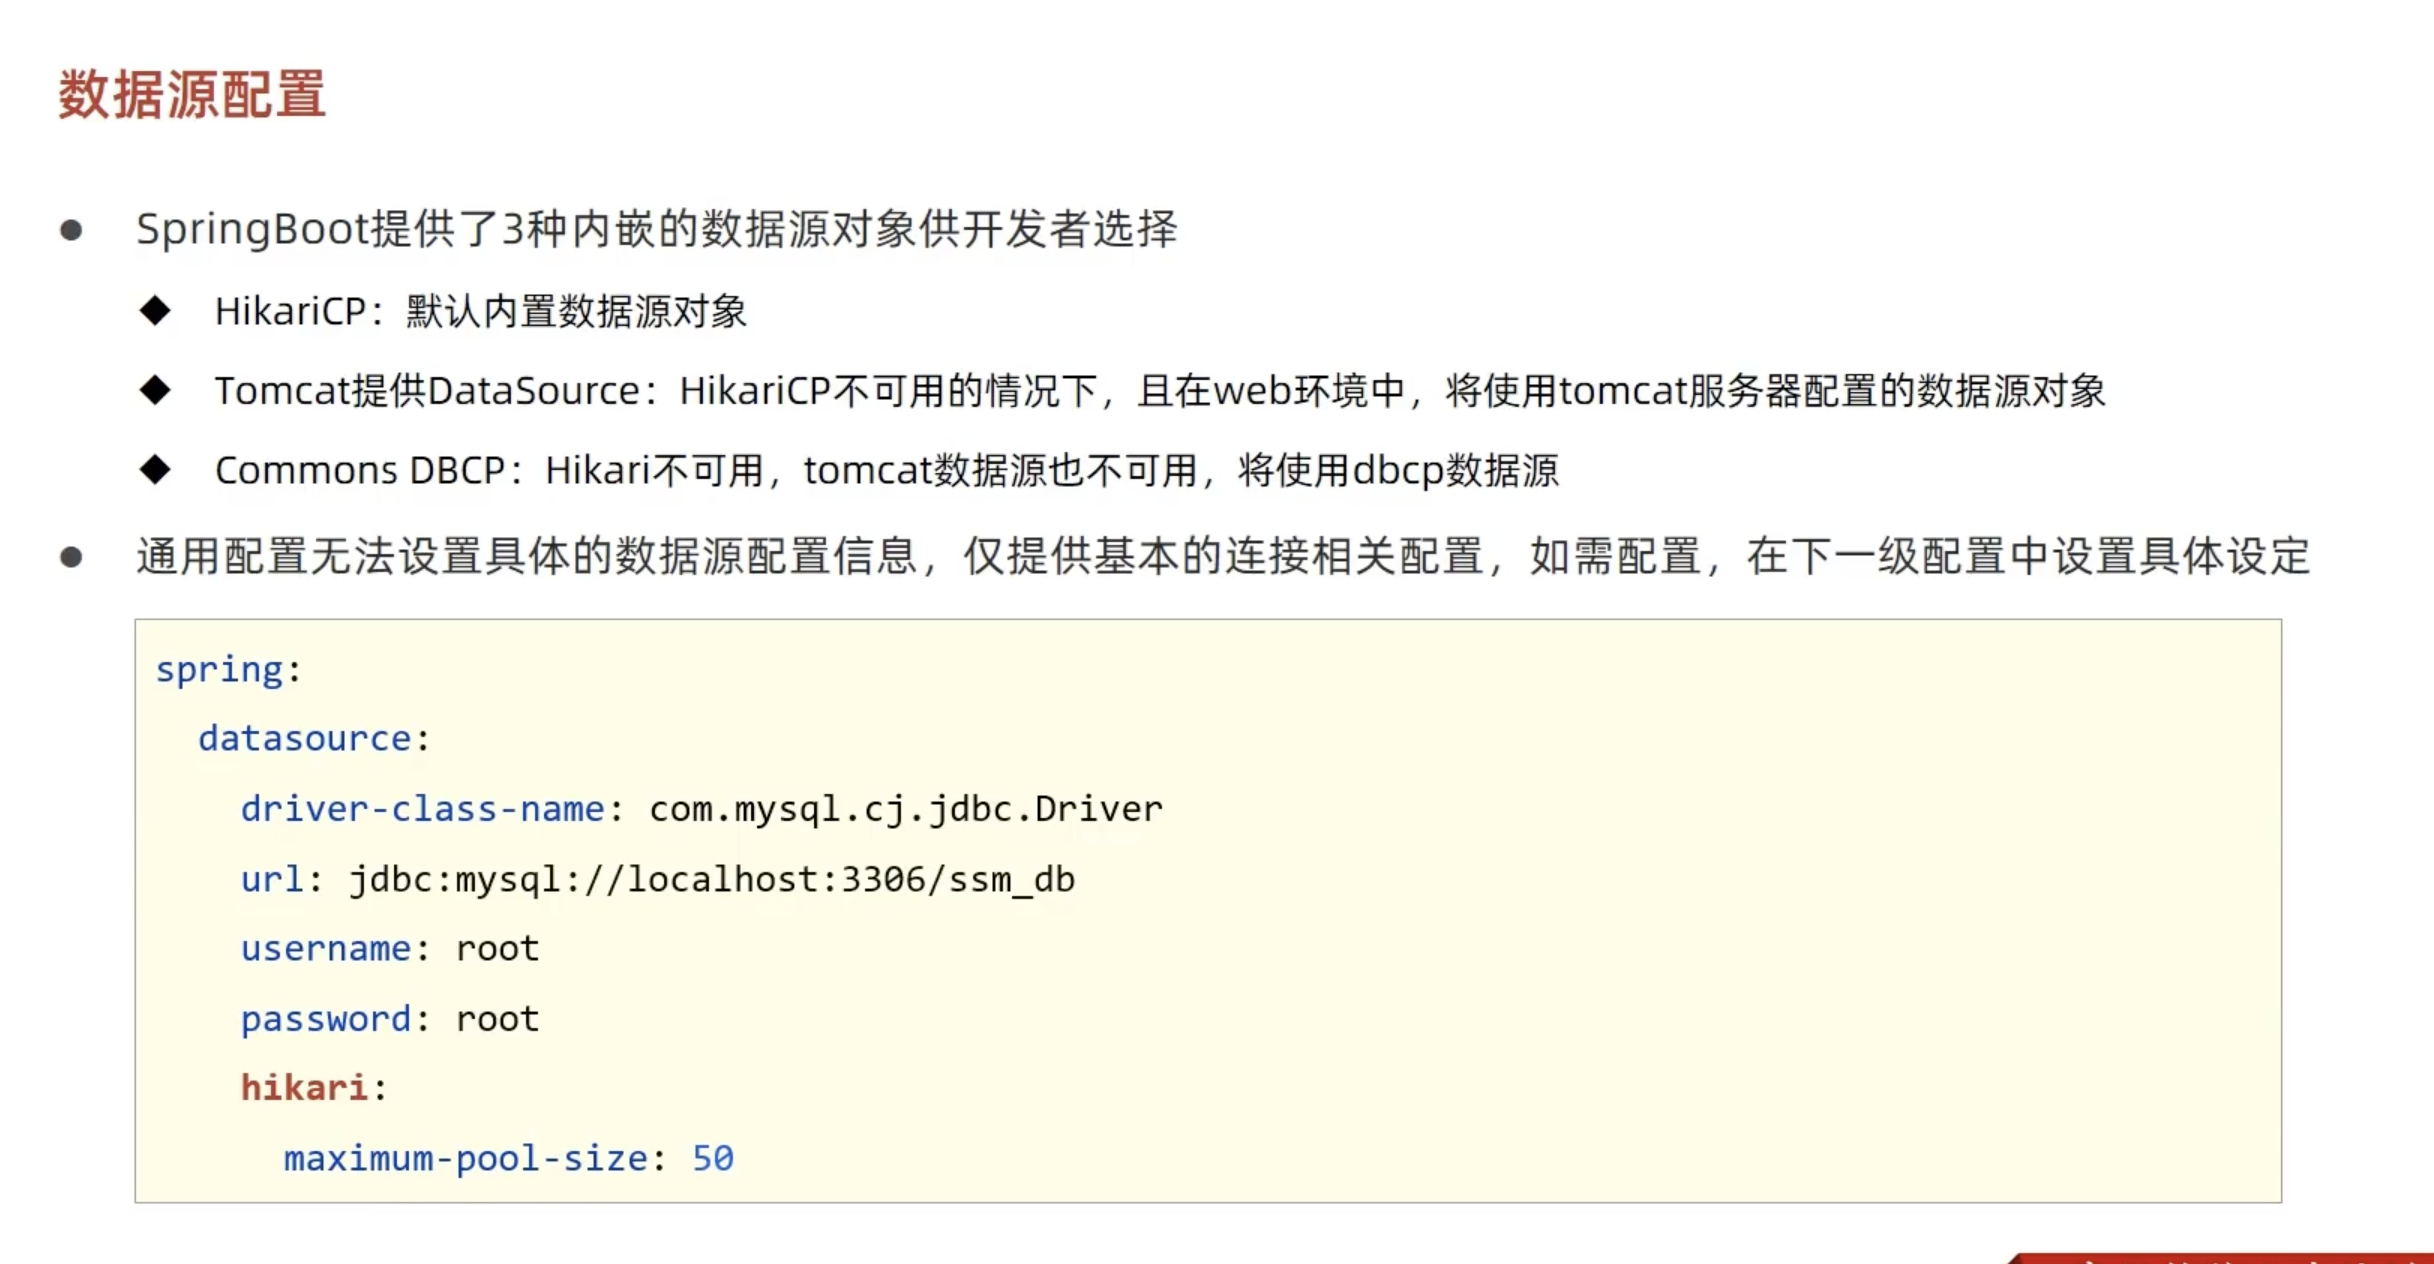 数据源配置
● SpringBoot提供了3种内嵌的数据源对象供开发者选择
◆ HikariCP：默认内置数据源对象
◆ Tomcat提供DataSource：HikariCP不可用的情况下，且在web环境中，将使用tomcat服务器配置的数据源对象
◆ Commons DBCP：Hikari不可用，tomcat数据源也不可用，将使用dbcp数据源
● 通用配置无法设置具体的数据源配置信息，仅提供基本的连接相关配置，如需配置，在下一级配置中设置具体设定
spring:
  datasource:
    driver-class-name: com.mysql.cj.jdbc.Driver
    url: jdbc:mysql://localhost:3306/ssm_db
    username: root
    password: root
    hikari:
      maximum-pool-size: 50